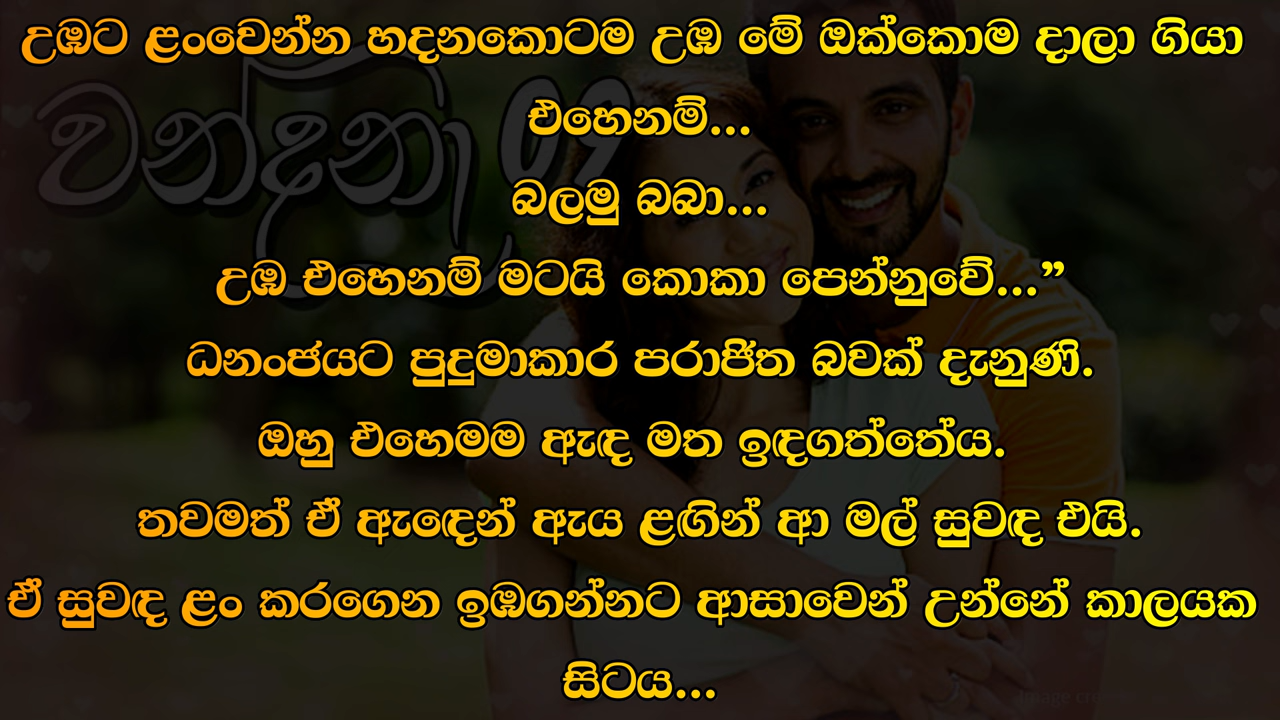 උඹට ළංවෙන්න හදනකොටම උඹ මේ ඔක්කොම දාලා ගියා
එහෙනම්...
බලමු බබා...
උඹ එහෙනම් මටයි කොකා පෙන්නුවේ...”
ධනංජයට පුදුමාකාර පරාජිත බවක් දැනුණි.
ඔහු එහෙමම ඇඳ මත ඉඳගත්තේය.
තවමත් ඒ ඇඳෙන් ඇය ළඟින් ආ මල් සුවඳ එයි.
ඒ සුවඳ ළං කරගෙන ඉඹගන්නට ආසාවෙන් උන්නේ කාලයක
සිටය...
වන්දනා